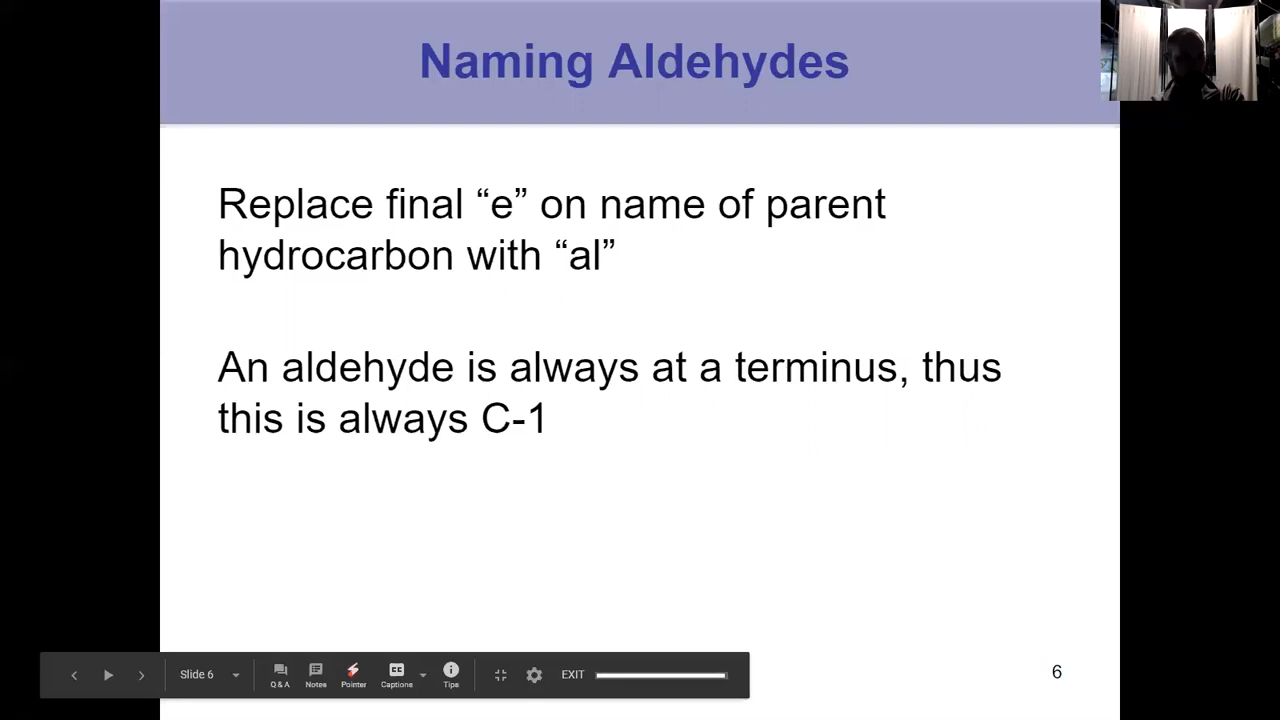 Naming Aldehydes
Replace final “e” on name of parent
hydrocarbon with “al”
An aldehyde is always at a terminus, thus
this is always C-1
Slide 6
Q & A
Notes
Pointer
CC
Captions
Tips
EXIT
6